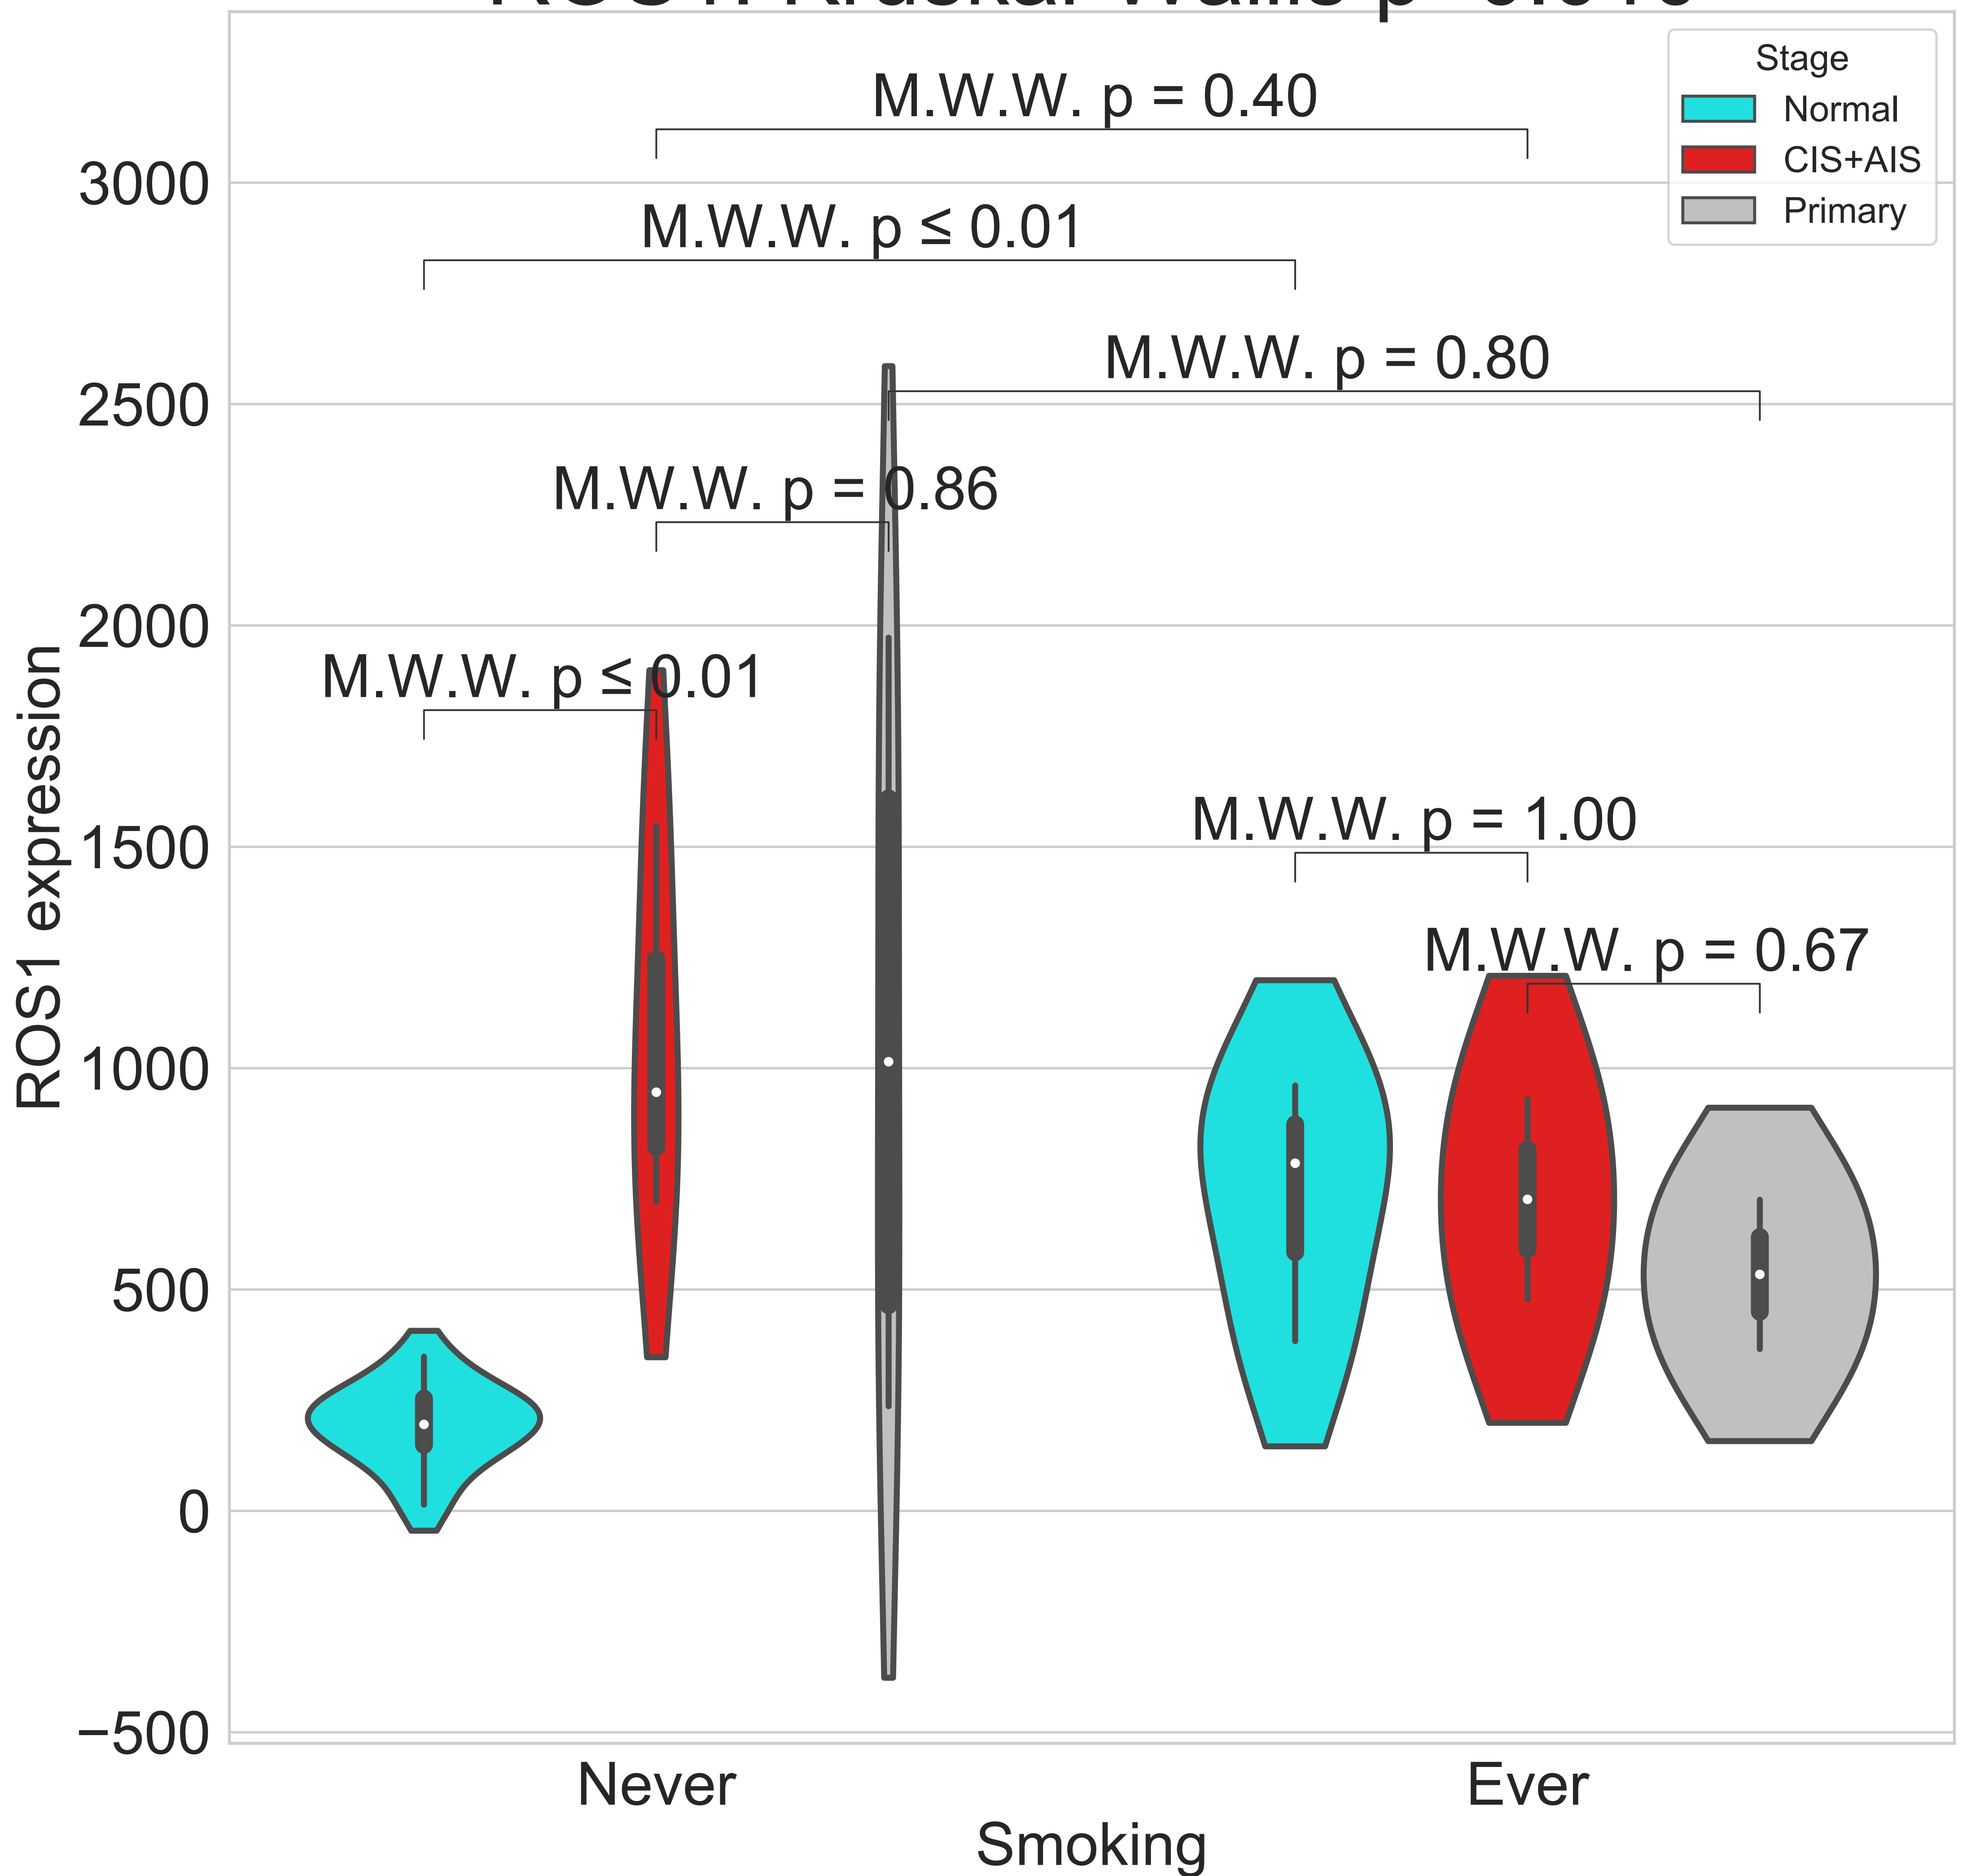 Stage
Normal
CIS+AIS
Primary
M.W.W. p = 0.40
M.W.W. p ≤ 0.01
M.W.W. p = 0.80
M.W.W. p = 0.86
M.W.W. p ≤ 0.01
M.W.W. p = 1.00
M.W.W. p = 0.67
3000
2500
2000
1500
1000
500
0
−500
ROS1 expression
Never
Ever
Smoking